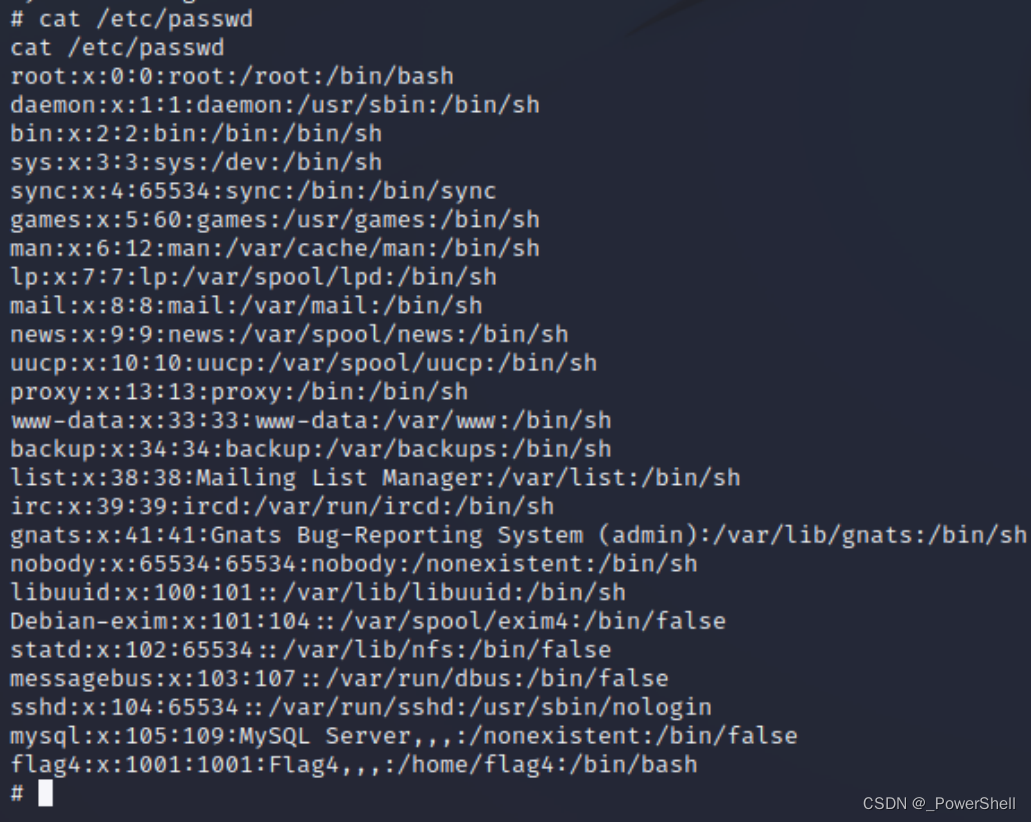 # cat /etc/passwd
cat /etc/passwd
root:x:0:0:root:/root:/bin/bash
daemon:x:1:1:daemon:/usr/sbin:/bin/sh
bin:x:2:2:bin:/bin:/bin/sh
sys:x:3:3:sys:/dev:/bin/sh
sync:x:4:65534:sync:/bin:/bin/sync
games:x:5:60:games:/usr/games:/bin/sh
man:x:6:12:man:/var/cache/man:/bin/sh
lp:x:7:7:lp:/var/spool/lpd:/bin/sh
mail:x:8:8:mail:/var/mail:/bin/sh
news:x:9:9:news:/var/spool/news:/bin/sh
uucp:x:10:10:uucp:/var/spool/uucp:/bin/sh
proxy:x:13:13:proxy:/bin:/bin/sh
www-data:x:33:33:www-data:/var/www:/bin/sh
backup:x:34:34:backup:/var/backups:/bin/sh
list:x:38:38:Mailing List Manager:/var/list:/bin/sh
irc:x:39:39:ircd:/var/run/ircd:/bin/sh
gnats:x:41:41:Gnats Bug-Reporting System (admin):/var/lib/gnats:/bin/sh
nobody:x:65534:65534:nobody:/nonexistent:/bin/sh
libuuid:x:100:101::/var/lib/libuuid:/bin/sh
Debian-exim:x:101:104::/var/spool/exim4:/bin/false
statd:x:102:65534::/var/lib/nfs:/bin/false
messagebus:x:103:107::/var/run/dbus:/bin/false
sshd:x:104:65534::/var/run/sshd:/usr/sbin/nologin
mysql:x:105:109:MySQL Server,,,:/nonexistent:/bin/false
flag4:x:1001:1001:Flag4,,,:/home/flag4:/bin/bash
#
CSDN @_PowerShell